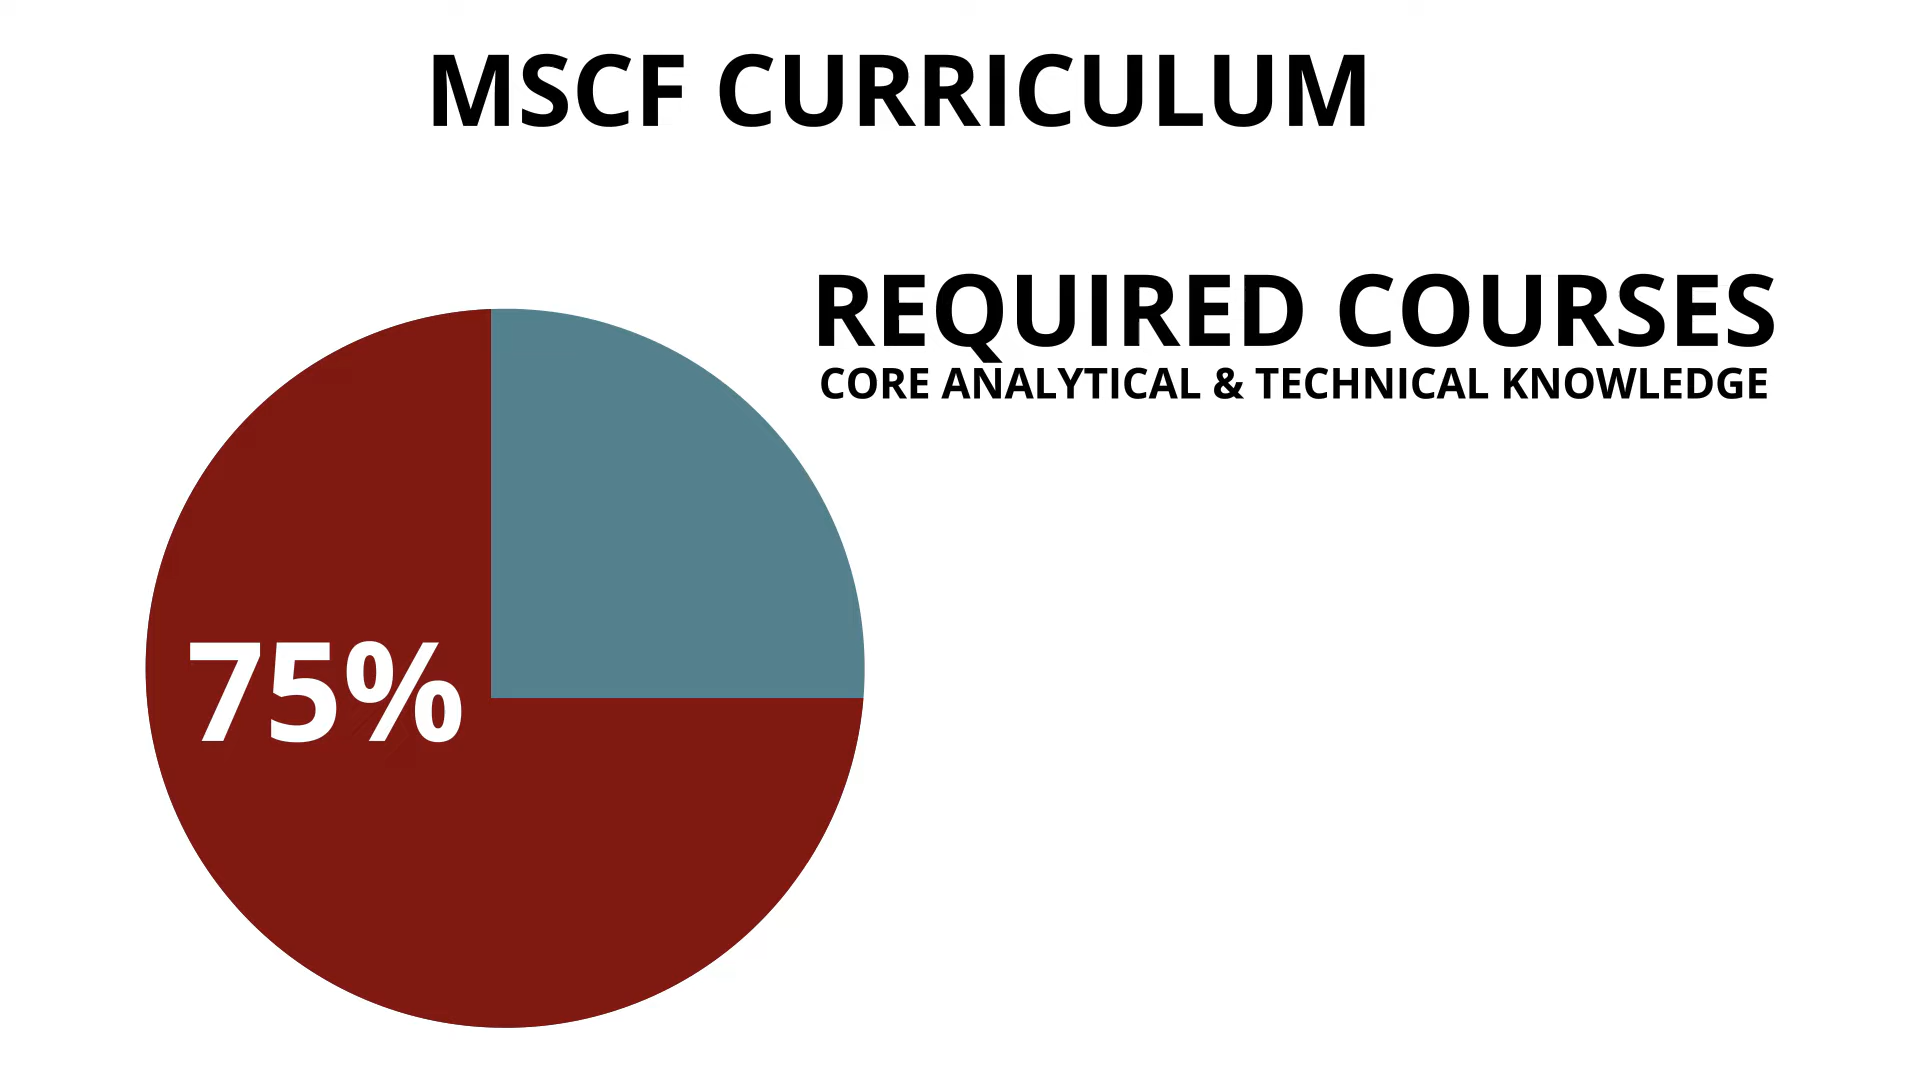 MSCF CURRICULUM
REQUIRED COURSES
CORE ANALYTICAL & TECHNICAL KNOWLEDGE
75%